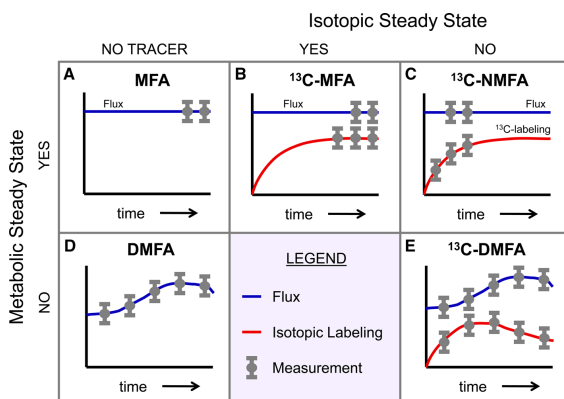 Isotopic Steady State
NO TRACER YES NO
Metabolic Steady State
YES
NO
A MFA
Flux
time
B ¹³C-MFA
Flux
time
C ¹³C-NMFA
Flux
¹³C-labeling
time
D DMFA
time
LEGEND
Flux
Isotopic Labeling
Measurement
E ¹³C-DMFA
time